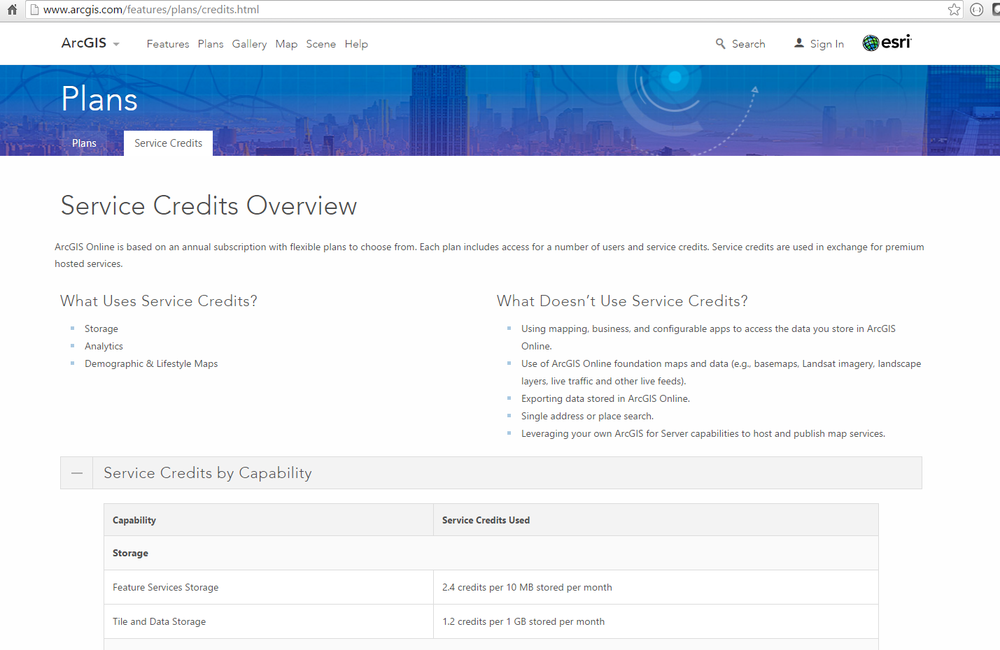 www.arcgis.com/features/plans/credits.html
ArcGIS Features Plans Gallery Map Scene Help Search Sign In esri
Plans
Plans Service Credits
Service Credits Overview
ArcGIS Online is based on an annual subscription with flexible plans to choose from. Each plan includes access for a number of users and service credits. Service credits are used in exchange for premium
hosted services.
What Uses Service Credits?
Storage
Analytics
Demographic & Lifestyle Maps
What Doesn’t Use Service Credits?
Using mapping, business, and configurable apps to access the data you store in ArcGIS
Online.
Use of ArcGIS Online foundation maps and data (e.g., basemaps, Landsat imagery, landscape
layers, live traffic and other live feeds).
Exporting data stored in ArcGIS Online.
Single address or place search.
Leveraging your own ArcGIS for Server capabilities to host and publish map services.
Service Credits by Capability
Capability Service Credits Used
Storage
Feature Services Storage 2.4 credits per 10 MB stored per month
Tile and Data Storage 1.2 credits per 1 GB stored per month